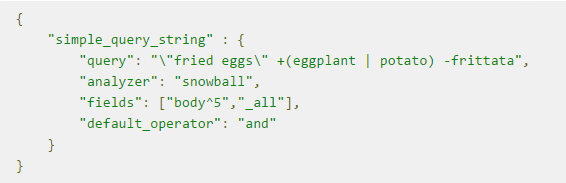 {
    "simple_query_string" : {
        "query": "\"fried eggs\" +(eggplant | potato) -frittata",
        "analyzer": "snowball",
        "fields": ["body^5","_all"],
        "default_operator": "and"
    }
}